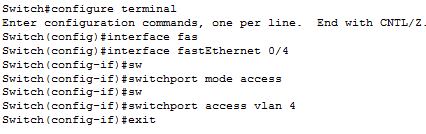 Switch#configure terminal
Enter configuration commands, one per line.  End with CNTL/Z.
Switch(config)#interface fas
Switch(config)#interface fastEthernet 0/4
Switch(config-if)#sw
Switch(config-if)#switchport mode access
Switch(config-if)#sw
Switch(config-if)#switchport access vlan 4
Switch(config-if)#exit